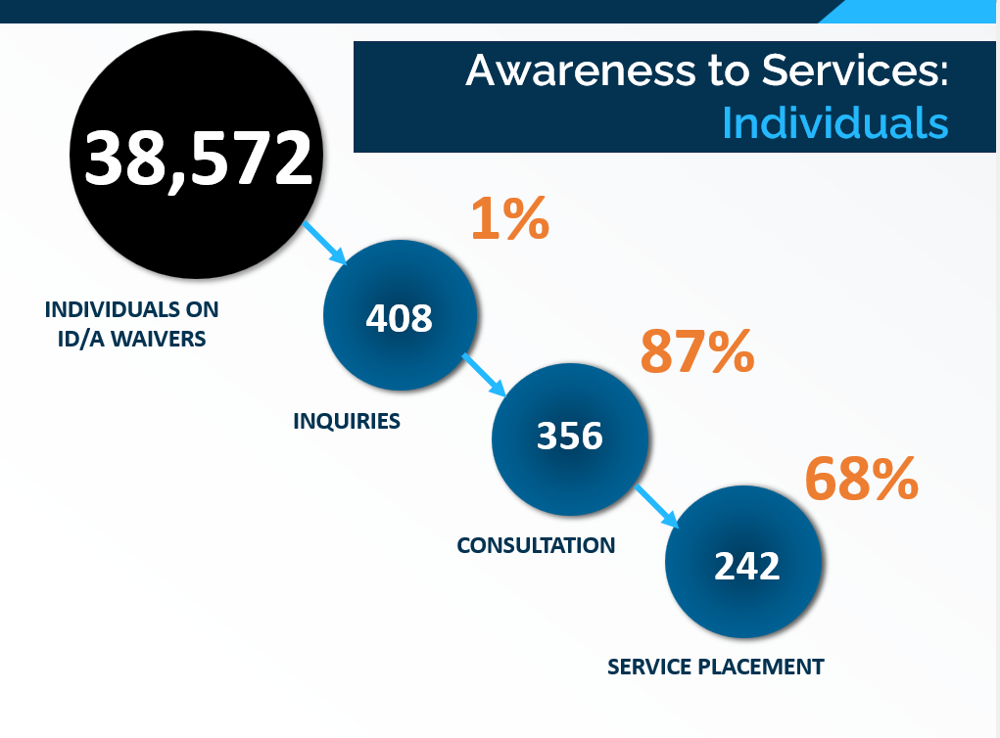 Awareness to Services:
Individuals
38,572
INDIVIDUALS ON
ID/A WAIVERS
1%
408
INQUIRIES
87%
356
CONSULTATION
68%
242
SERVICE PLACEMENT